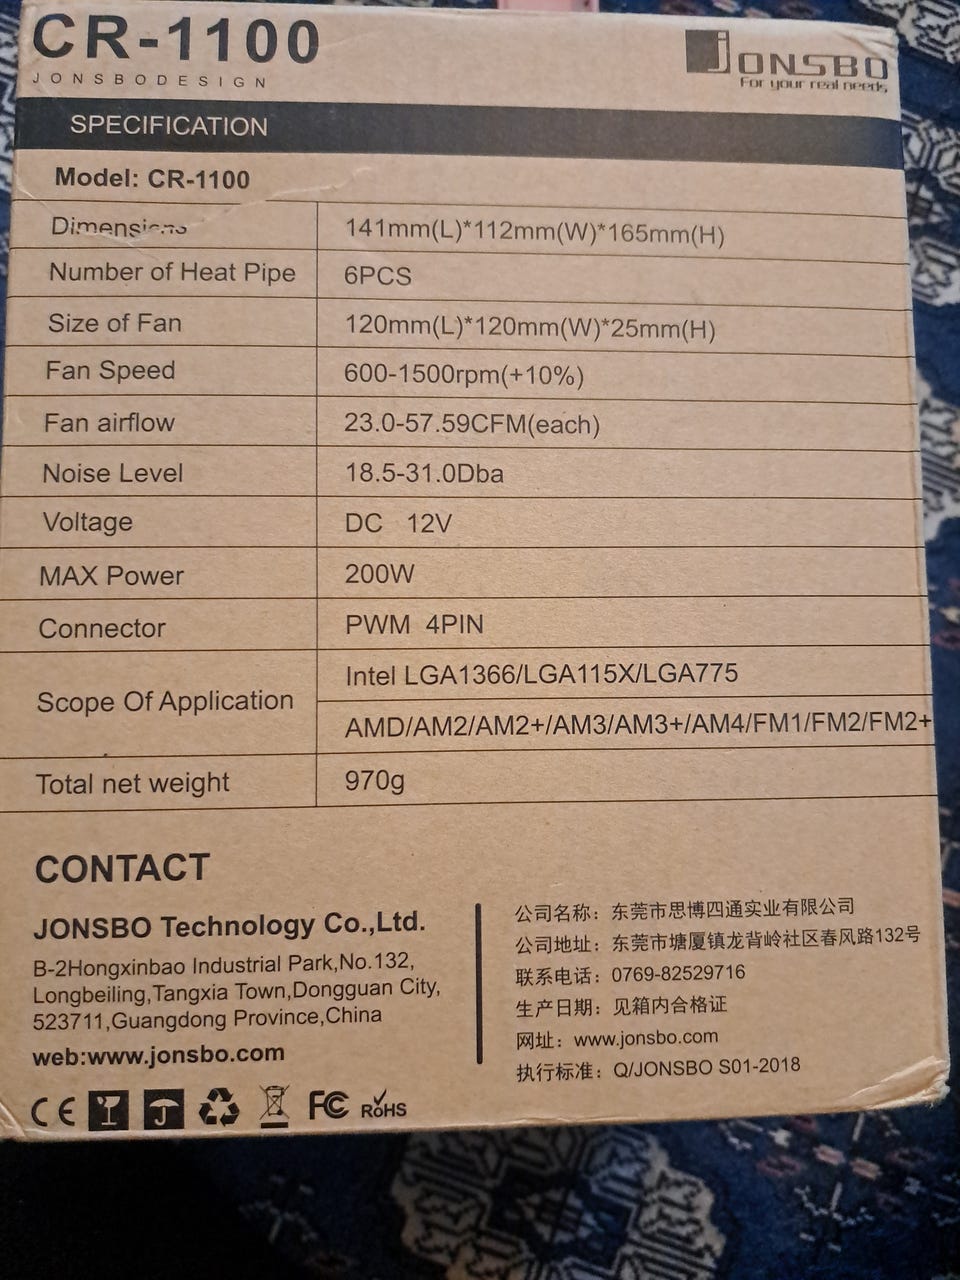 CR-1100
JONSBODESIGN
JONSBO
For your real needs
SPECIFICATION
Model: CR-1100
Dimensions 141mm(L)*112mm(W)*165mm(H)
Number of Heat Pipe 6PCS
Size of Fan 120mm(L)*120mm(W)*25mm(H)
Fan Speed 600-1500rpm(+10%)
Fan airflow 23.0-57.59CFM(each)
Noise Level 18.5-31.0Dba
Voltage DC 12V
MAX Power 200W
Connector PWM 4PIN
Scope Of Application Intel LGA1366/LGA115X/LGA775
AMD/AM2/AM2+/AM3/AM3+/AM4/FM1/FM2/FM2+
Total net weight 970g
CONTACT
JONSBO Technology Co.,Ltd.
B-2Hongxinbao Industrial Park,No.132,
Longbeiling,Tangxia Town,Dongguan City,
523711,Guangdong Province,China
web:www.jonsbo.com
公司名称：东莞市思博四通实业有限公司
公司地址：东莞市塘厦镇龙背岭社区春风路132号
联系电话：0769-82529716
生产日期：见箱内合格证
网址：www.jonsbo.com
执行标准：Q/JONSBO S01-2018
CE FC RoHS